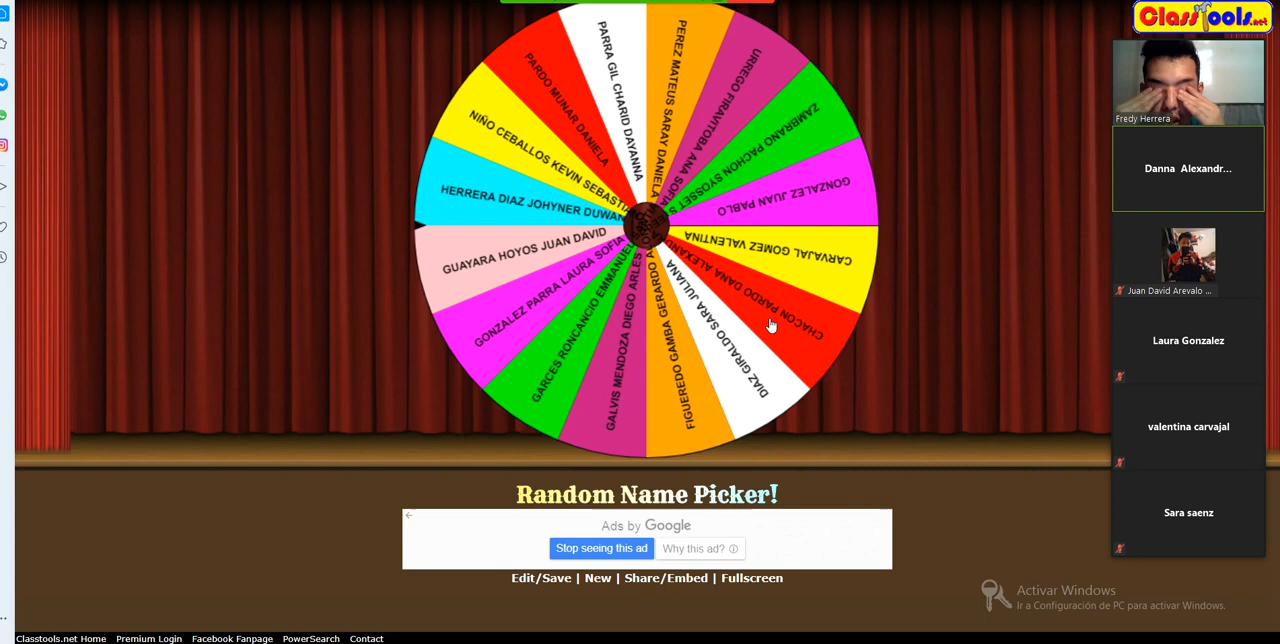 ClassTools.net
PARRA GIL CHARID DAYANNA
PEREZ MATEUS SARAY DANIELA
URREGO FIRAVITOBA ANA SOFIA
ZAMBRANO PACHON SYOSSET S
GONZALEZ JUAN PABLO
CARVAJAL GOMEZ VALENTINA
CHACON PARDO DANA ALEXAND
DIAZ GIRALDO SARA JULIANA
FIGUEREDO GAMBA GERARDO A
GALVIS MENDOZA DIEGO ARLES
GARCES RONCANCIO EMMANUEL
GONZALEZ PARRA LAURA SOFIA
GUAYARA HOYOS JUAN DAVID
HERRERA DIAZ JOHYNER DUWAN
NIÑO CEBALLOS KEVIN SEBASTIA
PARDO MUNAR DANIELA
Fredy Herrera
Danna Alexandr...
Juan David Arevalo ...
Laura Gonzalez
valentina carvajal
Sara saenz
Random Name Picker!
Ads by Google
Stop seeing this ad
Why this ad?
Edit/Save | New | Share/Embed | Fullscreen
Activar Windows
Ir a Configuración de PC para activar Windows.
Classtools.net Home PowerSearch Premium Login Facebook Fanpage Contact